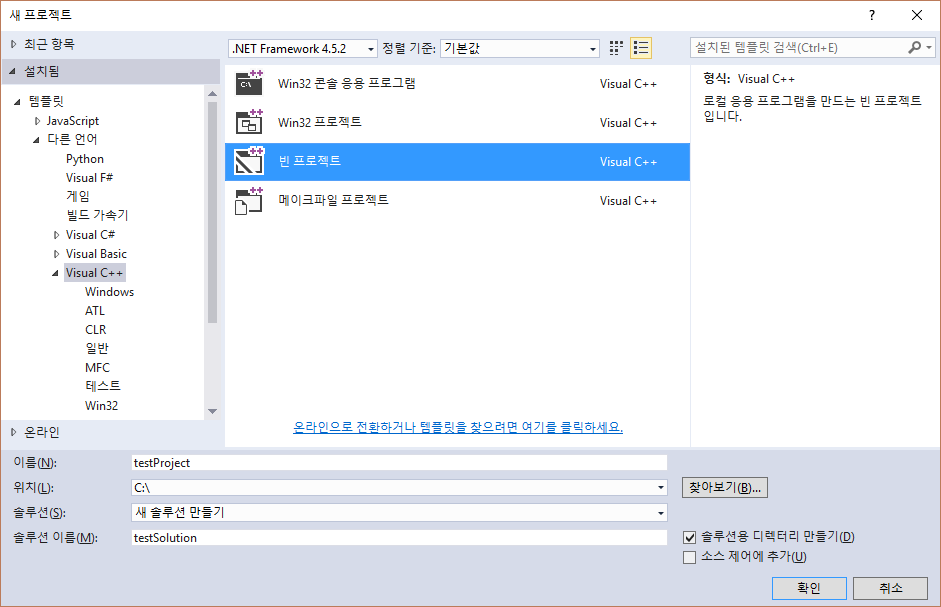 새 프로젝트
?
최근 항목
.NET Framework 4.5.2
정렬 기준:
기본값
설치된 템플릿 검색(Ctrl+E)
설치됨
템플릿
JavaScript
다른 언어
Python
Visual F#
게임
빌드 가속기
Visual C#
Visual Basic
Visual C++
Windows
ATL
CLR
일반
MFC
테스트
Win32
온라인
C:\
Win32 콘솔 응용 프로그램 Visual C++
Win32 프로젝트 Visual C++
빈 프로젝트 Visual C++
메이크파일 프로젝트 Visual C++
온라인으로 전환하거나 템플릿을 찾으려면 여기를 클릭하세요.
형식: Visual C++
로컬 응용 프로그램을 만드는 빈 프로젝트
입니다.
이름(N): testProject
위치(L): C:\ 찾아보기(B)...
솔루션(S): 새 솔루션 만들기
솔루션 이름(M): testSolution
솔루션용 디렉터리 만들기(D)
소스 제어에 추가(U)
확인
취소